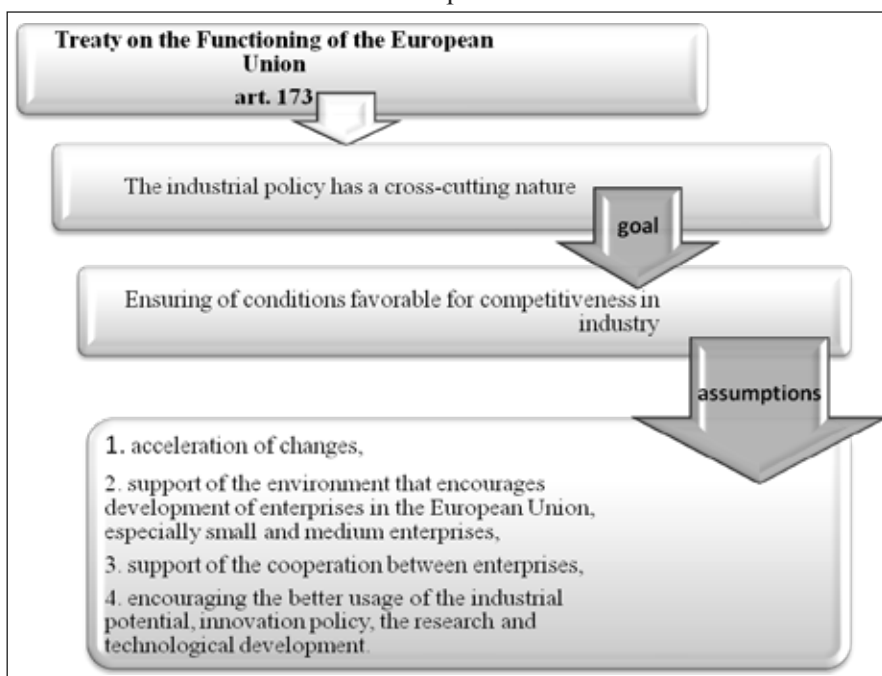 Treaty on the Functioning of the European
Union
art. 173
The industrial policy has a cross-cutting nature
goal
Ensuring of conditions favorable for competitiveness in
industry
assumptions
1. acceleration of changes,
2. support of the environment that encourages
development of enterprises in the European Union,
especially small and medium enterprises,
3. support of the cooperation between enterprises,
4. encouraging the better usage of the industrial
potential, innovation policy, the research and
technological development.